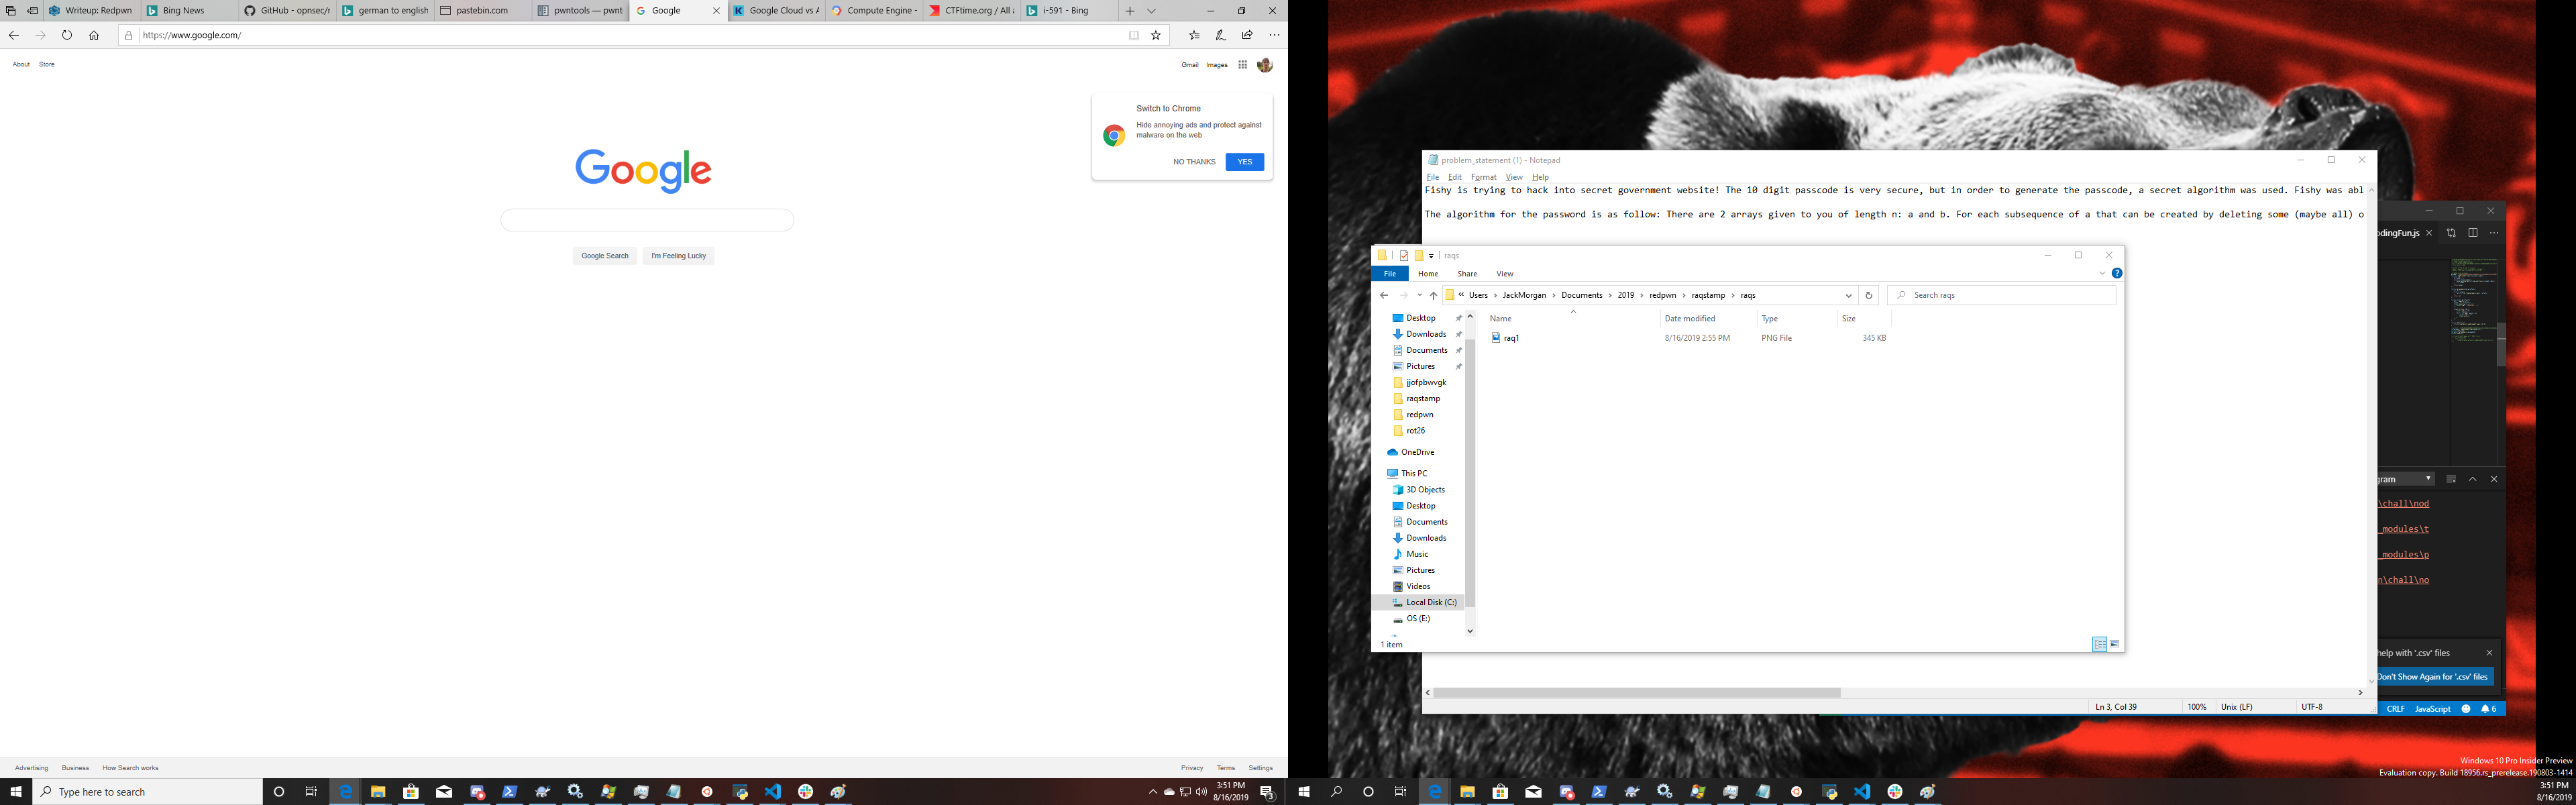 Writeup: Redpwn
Bing News
GitHub - opnsec/r
german to english
pastebin.com
pwntools — pwnt
Google
Google Cloud vs A
Compute Engine -
CTFtime.org / All a
i-591 - Bing
https://www.google.com/
About Store
Gmail Images
Switch to Chrome
Hide annoying ads and protect against
malware on the web
NO THANKS YES
Google
Google Search I'm Feeling Lucky
Advertising Business How Search works
Privacy Terms Settings
Type here to search
3:51 PM
8/16/2019
3
problem_statement (1) - Notepad
File Edit Format View Help
Fishy is trying to hack into secret government website! The 10 digit passcode is very secure, but in order to generate the passcode, a secret algorithm was used. Fishy was abl
The algorithm for the password is as follow: There are 2 arrays given to you of length n: a and b. For each subsequence of a that can be created by deleting some (maybe all) o
Ln 3, Col 39 100% Unix (LF) UTF-8
raqs
File Home Share View
Users JackMorgan Documents 2019 redpwn raqstamp raqs
Search raqs
Name Date modified Type Size
raq1 8/16/2019 2:55 PM PNG File 345 KB
Desktop
Downloads
Documents
Pictures
jjofpbwvgk
raqstamp
redpwn
rot26
OneDrive
This PC
3D Objects
Desktop
Documents
Downloads
Music
Pictures
Videos
Local Disk (C:)
OS (E:)
1 item
odingFun.js
gram
\chall\nod
_modules\t
_modules\p
n\chall\no
help with '.csv' files
Don't Show Again for '.csv' files
CRLF JavaScript 6
Windows 10 Pro Insider Preview
Evaluation copy. Build 18956.rs_prerelease.190803-1414
3:51 PM
8/16/2019